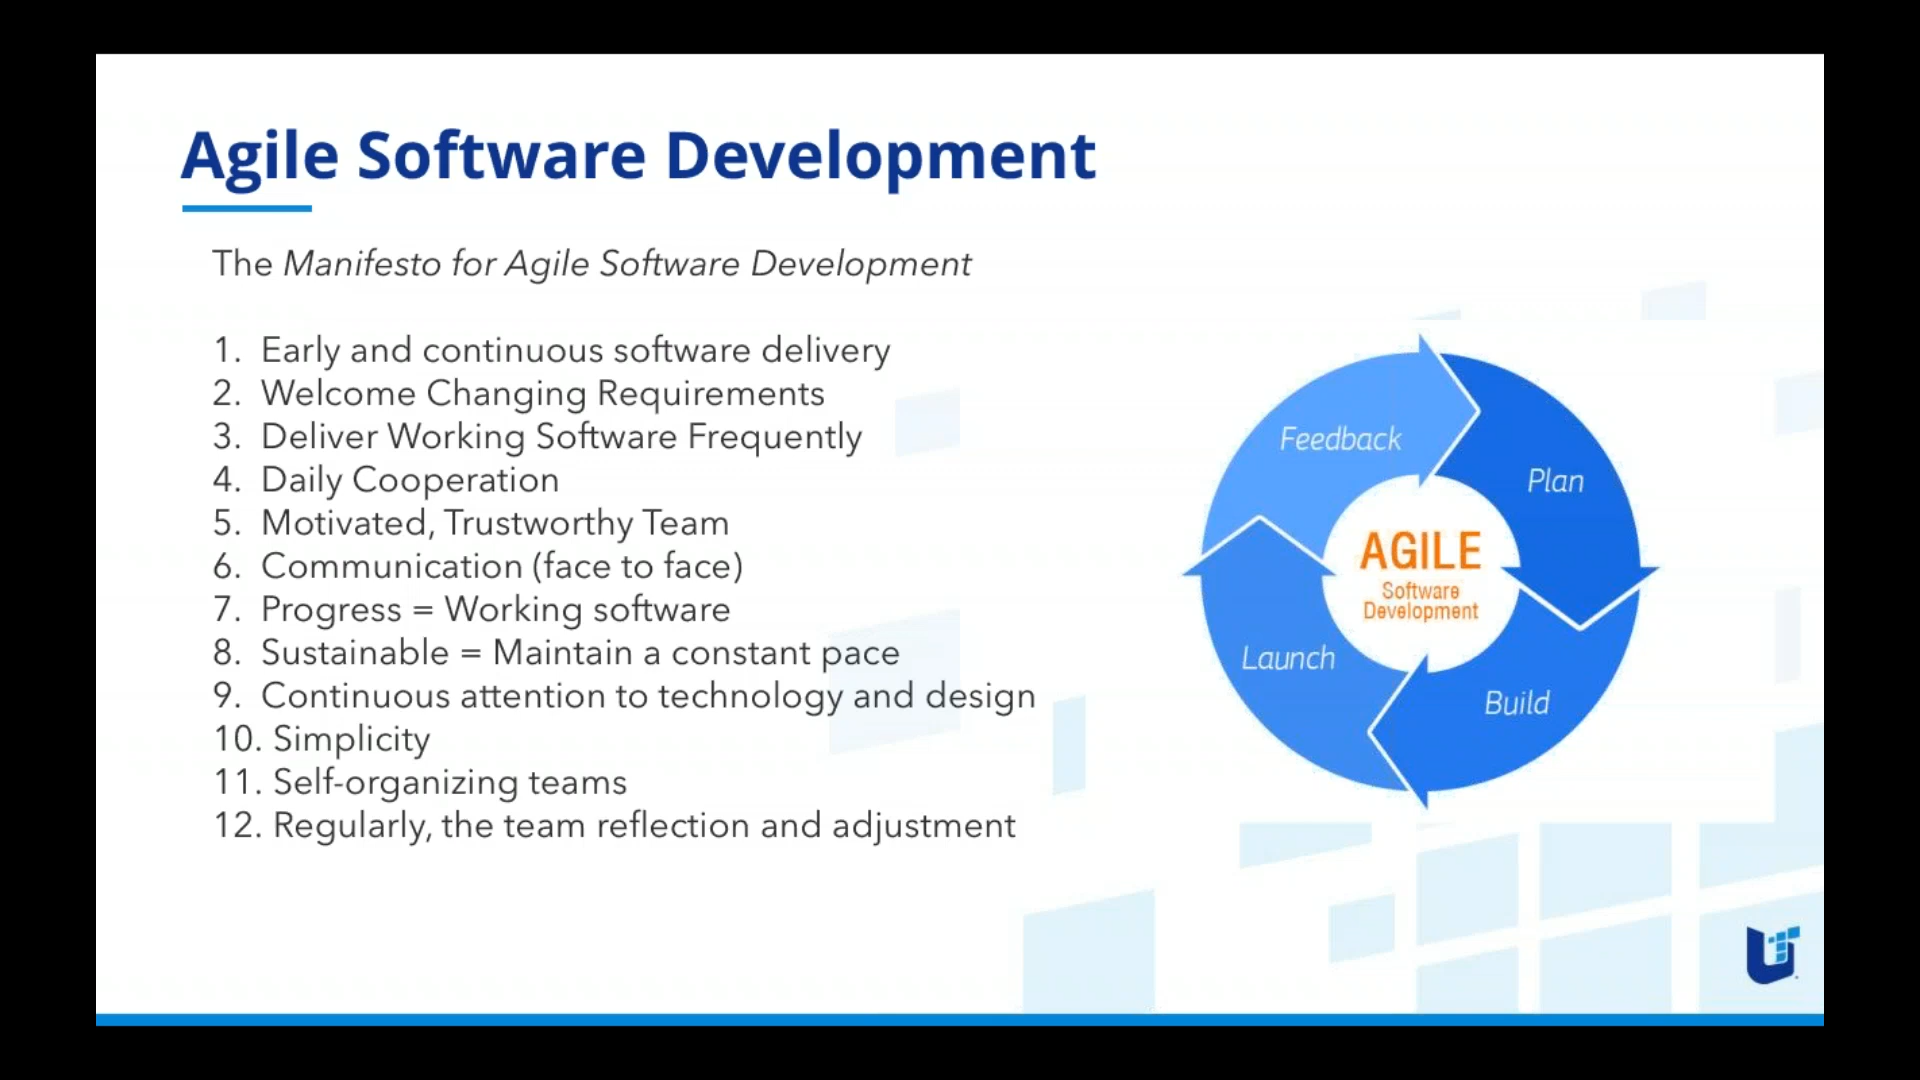 Agile Software Development
The Manifesto for Agile Software Development
1. Early and continuous software delivery
2. Welcome Changing Requirements
3. Deliver Working Software Frequently
4. Daily Cooperation
5. Motivated, Trustworthy Team
6. Communication (face to face)
7. Progress = Working software
8. Sustainable = Maintain a constant pace
9. Continuous attention to technology and design
10. Simplicity
11. Self-organizing teams
12. Regularly, the team reflection and adjustment
Feedback
Plan
AGILE
Software
Development
Launch
Build